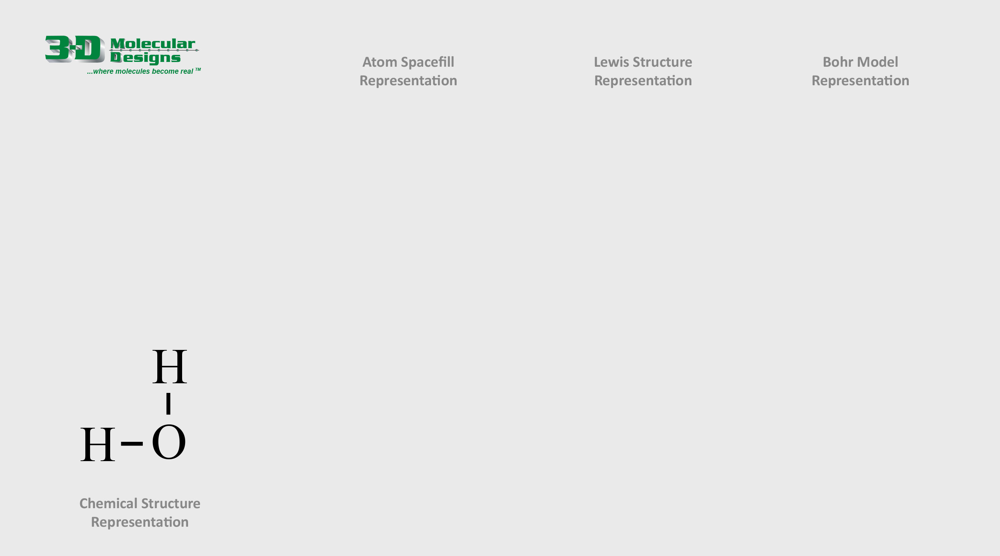 3-D Molecular Designs
...where molecules become real ™
Atom Spacefill
Representation
Lewis Structure
Representation
Bohr Model
Representation
H
H–O
Chemical Structure
Representation